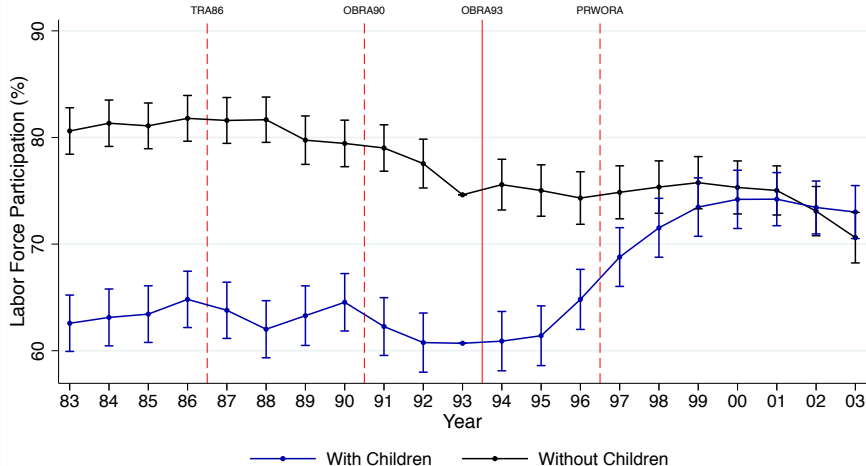 TRA86 OBRA90 OBRA93 PRWORA
90
80
70
60
Labor Force Participation (%)
83 84 85 86 87 88 89 90 91 92 93 94 95 96 97 98 99 00 01 02 03
Year
With Children Without Children